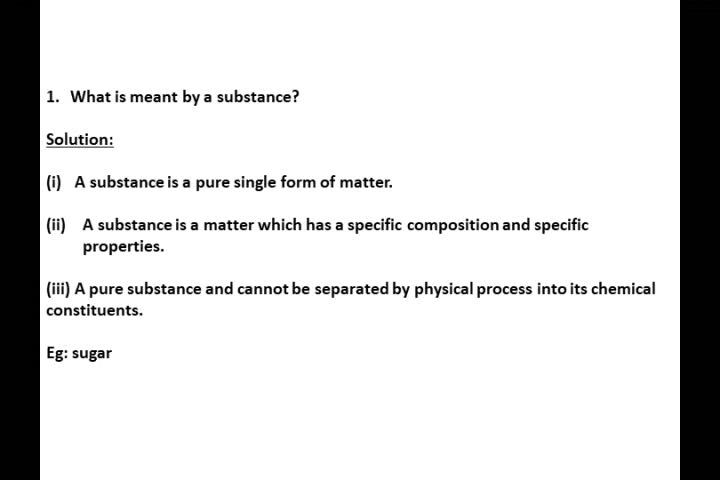 1. What is meant by a substance?
Solution:
(i) A substance is a pure single form of matter.
(ii) A substance is a matter which has a specific composition and specific
properties.
(iii) A pure substance and cannot be separated by physical process into its chemical
constituents.
Eg: sugar